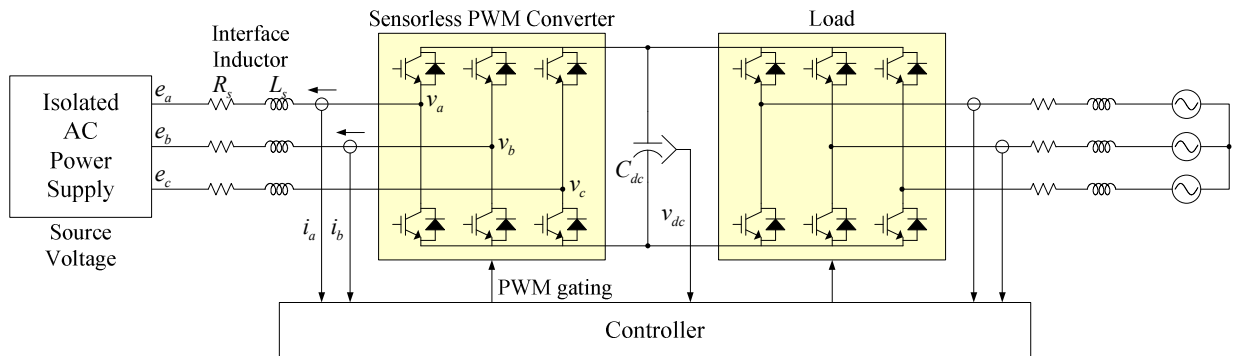 Sensorless PWM Converter
Load
Interface
Inductor
R_s
L_s
Isolated
AC
Power
Supply
e_a
e_b
e_c
v_a
v_b
v_c
C_dc
v_dc
Source
Voltage
i_a
i_b
PWM gating
Controller